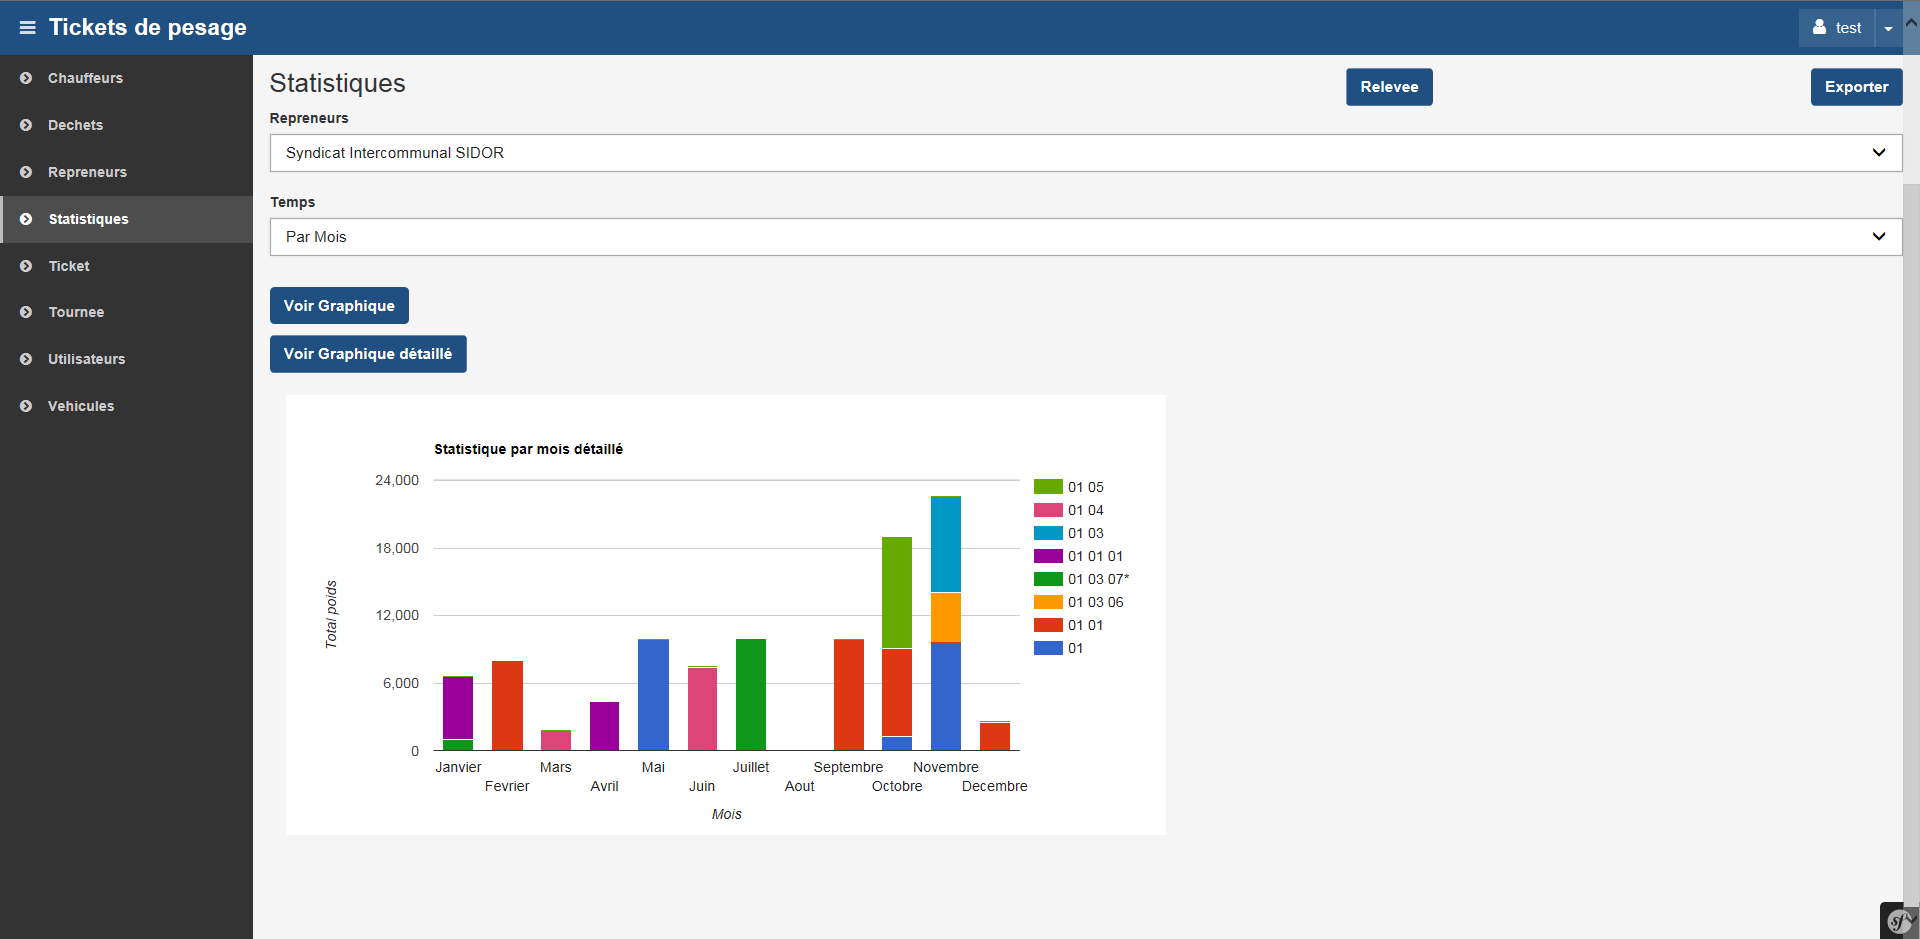 Tickets de pesage
test
Chauffeurs
Dechets
Repreneurs
Statistiques
Ticket
Tournee
Utilisateurs
Vehicules
Statistiques
Relevee
Exporter
Repreneurs
Syndicat Intercommunal SIDOR
Temps
Par Mois
Voir Graphique
Voir Graphique détaillé
Statistique par mois détaillé
24,000
18,000
12,000
6,000
0
Total poids
Janvier
Fevrier
Mars
Avril
Mai
Juin
Juillet
Aout
Septembre
Octobre
Novembre
Decembre
Mois
01 05
01 04
01 03
01 01 01
01 03 07*
01 03 06
01 01
01
sf